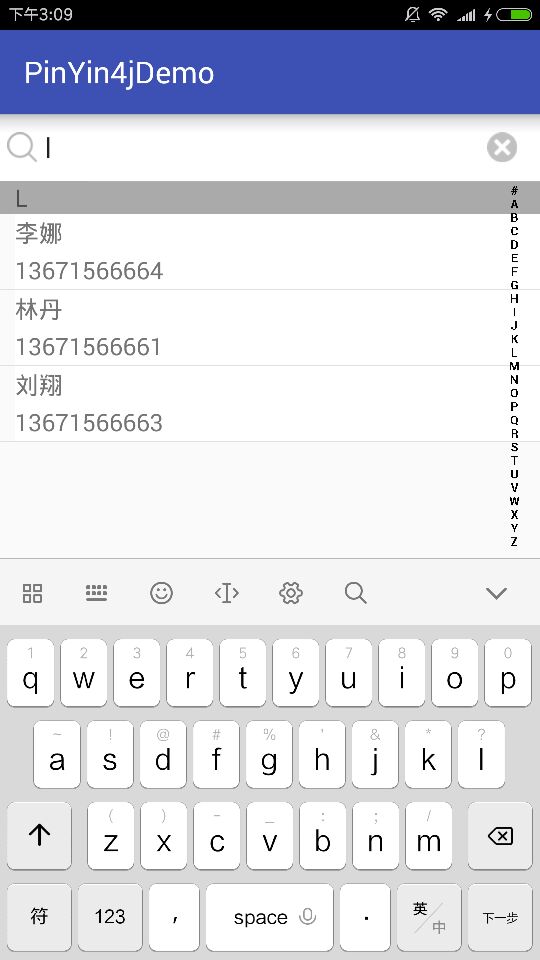 下午3:09
PinYin4jDemo
l
L
李娜
13671566664
林丹
13671566661
刘翔
13671566663
#
A
B
C
D
E
F
G
H
I
J
K
L
M
N
O
P
Q
R
S
T
U
V
W
X
Y
Z
1 2 3 4 5 6 7 8 9 0
q w e r t y u i o p
~ ! @ # % ' & * ?
a s d f g h j k l
( ) - _ : ; /
z x c v b n m
符 123 , space . 英/中 下一步